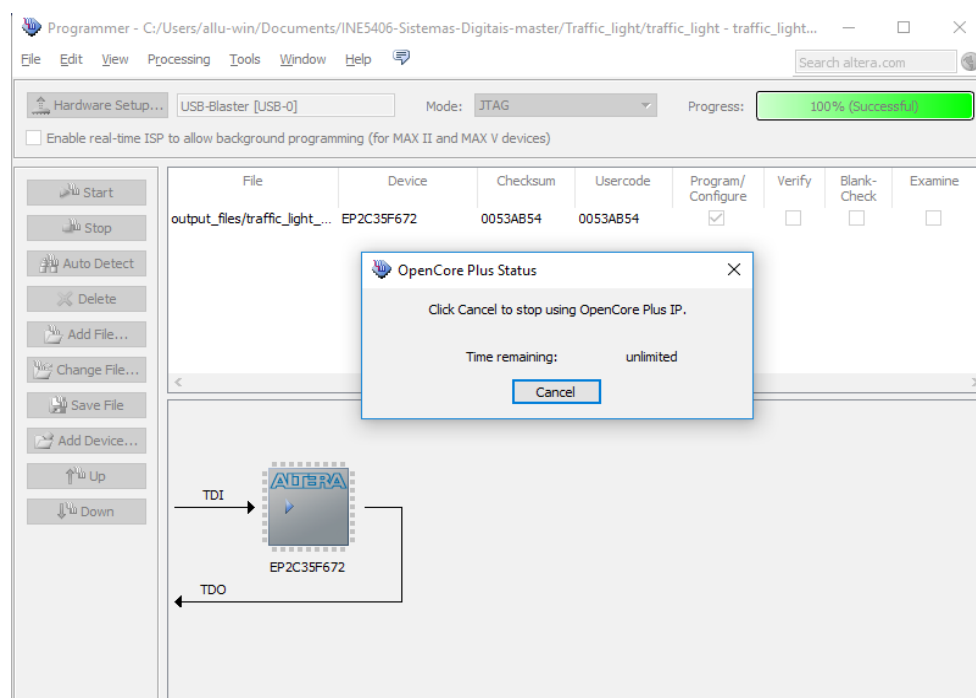 Programmer - C:/Users/allu-win/Documents/INE5406-Sistemas-Digitais-master/Traffic_light/traffic_light - traffic_light...
File Edit View Processing Tools Window Help
Search altera.com
Hardware Setup... USB-Blaster [USB-0] Mode: JTAG Progress: 100% (Successful)
Enable real-time ISP to allow background programming (for MAX II and MAX V devices)
Start
Stop
Auto Detect
Delete
Add File...
Change File...
Save File
Add Device...
Up
Down
File Device Checksum Usercode Program/ Verify Blank- Examine
Configure Check
output_files/traffic_light_... EP2C35F672 0053AB54 0053AB54
OpenCore Plus Status
Click Cancel to stop using OpenCore Plus IP.
Time remaining: unlimited
Cancel
TDI
ALTERA
EP2C35F672
TDO